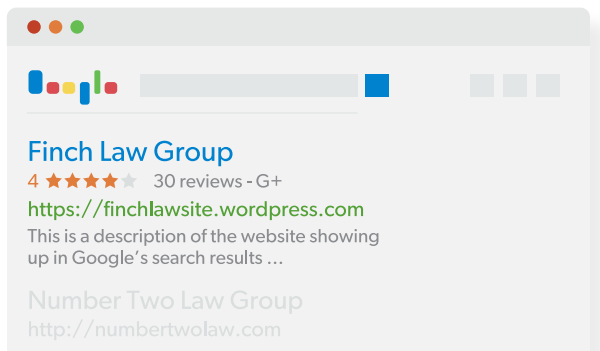 Finch Law Group
4 ★★★★★ 30 reviews - G+
https://finchlawsite.wordpress.com
This is a description of the website showing
up in Google's search results ...
Number Two Law Group
http://numbertwolaw.com